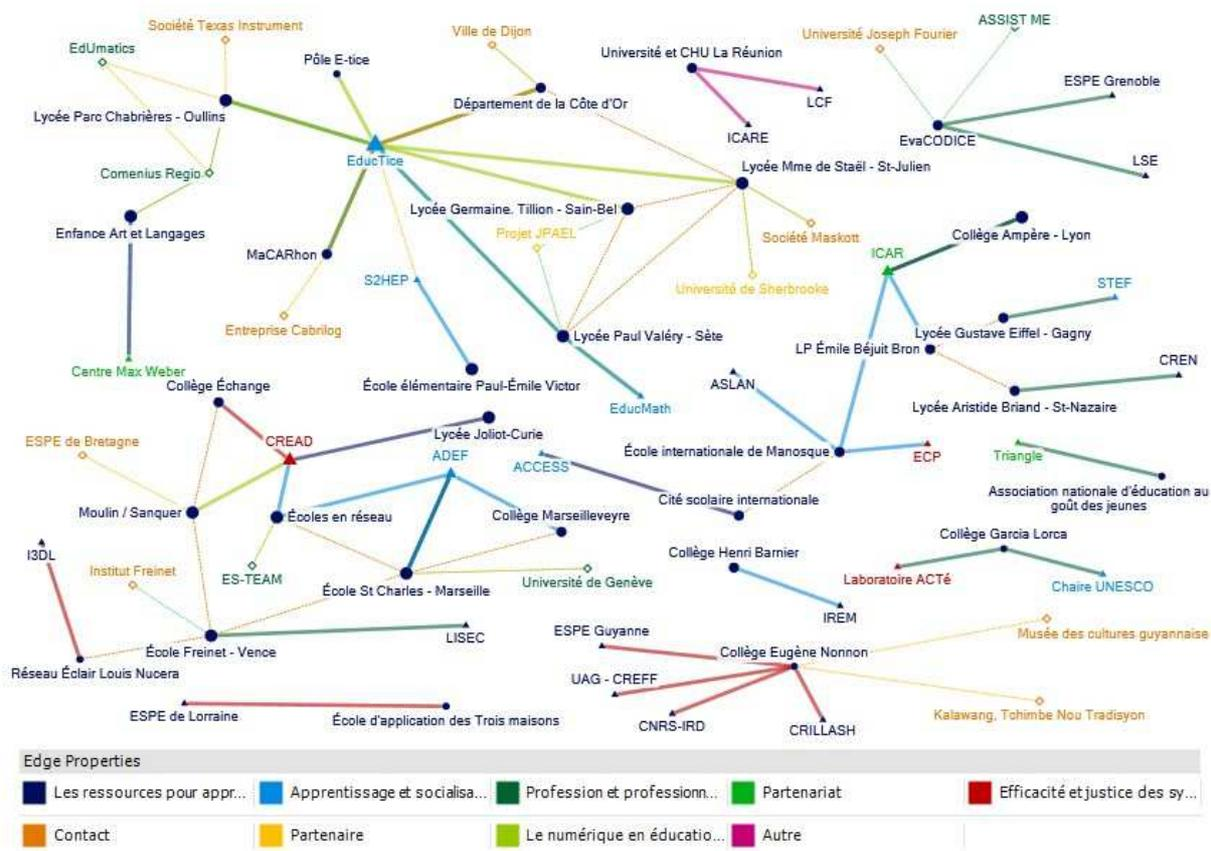 Société Texas Instrument
EdUmatics
Ville de Dijon
Université Joseph Fourier
ASSIST ME
Pôle E-tice
Université et CHU La Réunion
ESPE Grenoble
Lycée Parc Chabrières - Oullins
Département de la Côte d'Or
LCF
ICARE
EvaCODICE
EducTice
LSE
Comenius Regio
Lycée Mme de Staël - St-Julien
Lycée Germaine. Tillion - Sain-Bel
Enfance Art et Langages
Projet JPAEL
Société Maskott
Collège Ampère - Lyon
MaCARhon
ICAR
S2HEP
Université de Sherbrooke
STEF
Entreprise Cabrilog
Lycée Paul Valéry - Sète
Lycée Gustave Eiffel - Gagny
LP Émile Béjuit Bron
Centre Max Weber
CREN
Collège Échange
École élémentaire Paul-Émile Victor
ASLAN
EducMath
Lycée Aristide Briand - St-Nazaire
Lycée Joliot-Curie
ESPE de Bretagne
CREAD
ADEF
ACCESS
École internationale de Manosque
ECP
Triangle
Association nationale d'éducation au
goût des jeunes
Cité scolaire internationale
Moulin / Sanquer
Écoles en réseau
Collège Marseilleveyre
Collège Garcia Lorca
I3DL
Institut Freinet
ES-TEAM
Université de Genève
Collège Henri Barnier
Laboratoire ACTé
Chaire UNESCO
École St Charles - Marseille
IREM
ESPE Guyanne
LISEC
Musée des cultures guyannaise
École Freinet - Vence
Collège Eugène Nonnon
Réseau Éclair Louis Nucera
UAG - CREFF
ESPE de Lorraine
École d'application des Trois maisons
CNRS-IRD
CRILLASH
Kalawang, Tchimbe Nou Tradisyon
Edge Properties
Les ressources pour appr...
Apprentissage et socialisa...
Profession et professionn...
Partenariat
Efficacité et justice des sy...
Contact
Partenaire
Le numérique en éducatio...
Autre